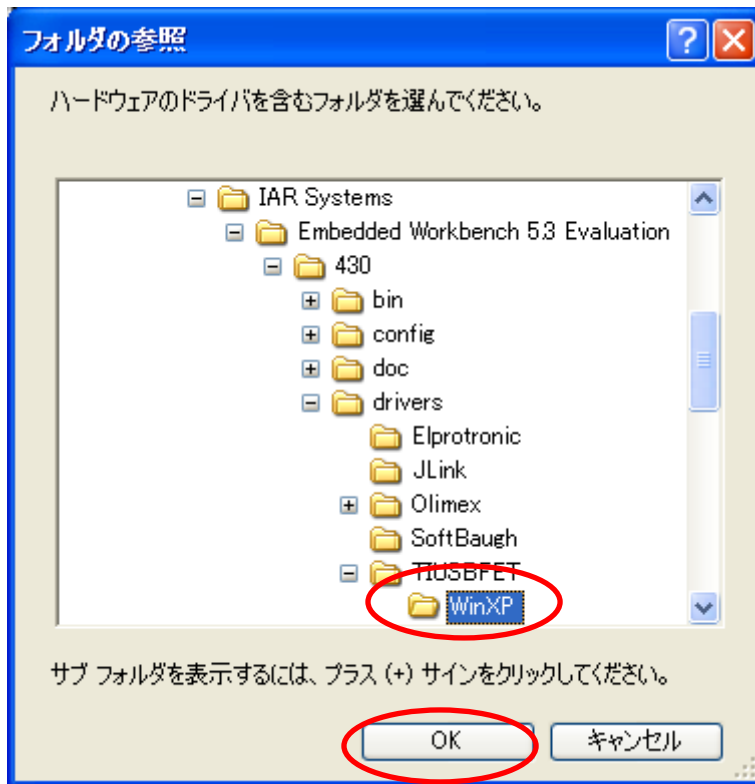 フォルダの参照
ハードウェアのドライバを含むフォルダを選んでください。
IAR Systems
Embedded Workbench 5.3 Evaluation
430
bin
config
doc
drivers
Elprotronic
JLink
Olimex
SoftBaugh
TIUSBFET
WinXP
サブ フォルダを表示するには、プラス (+) サインをクリックしてください。
OK
キャンセル